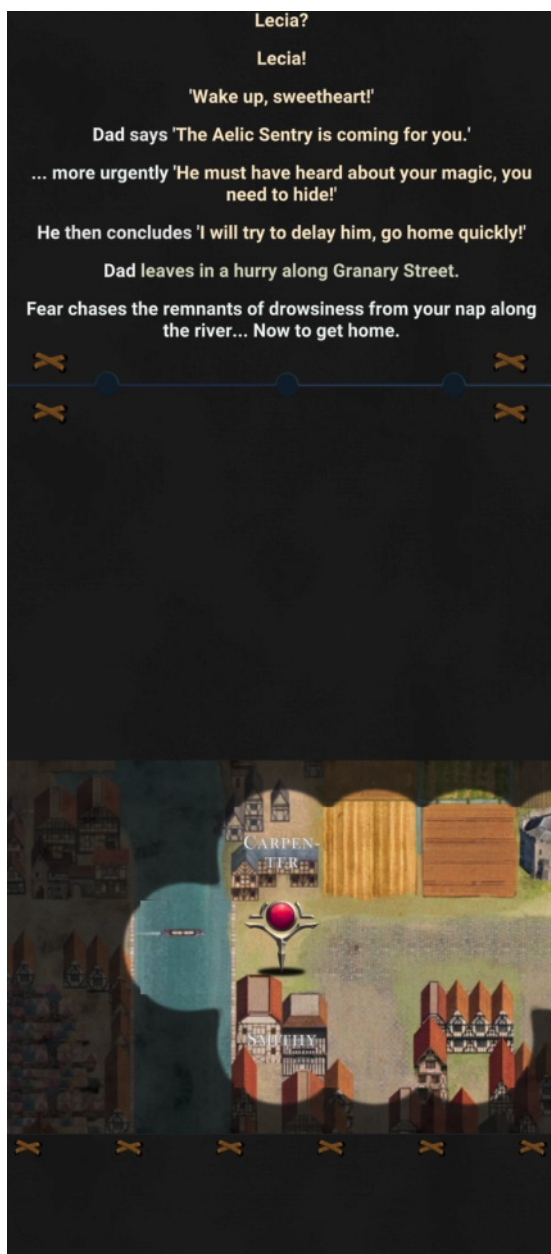 Lecia?
Lecia!
'Wake up, sweetheart!'
Dad says 'The Aelic Sentry is coming for you.'
... more urgently 'He must have heard about your magic, you
need to hide!'
He then concludes 'I will try to delay him, go home quickly!'
Dad leaves in a hurry along Granary Street.
Fear chases the remnants of drowsiness from your nap along
the river... Now to get home.
CARPEN-
TER
SMITHY